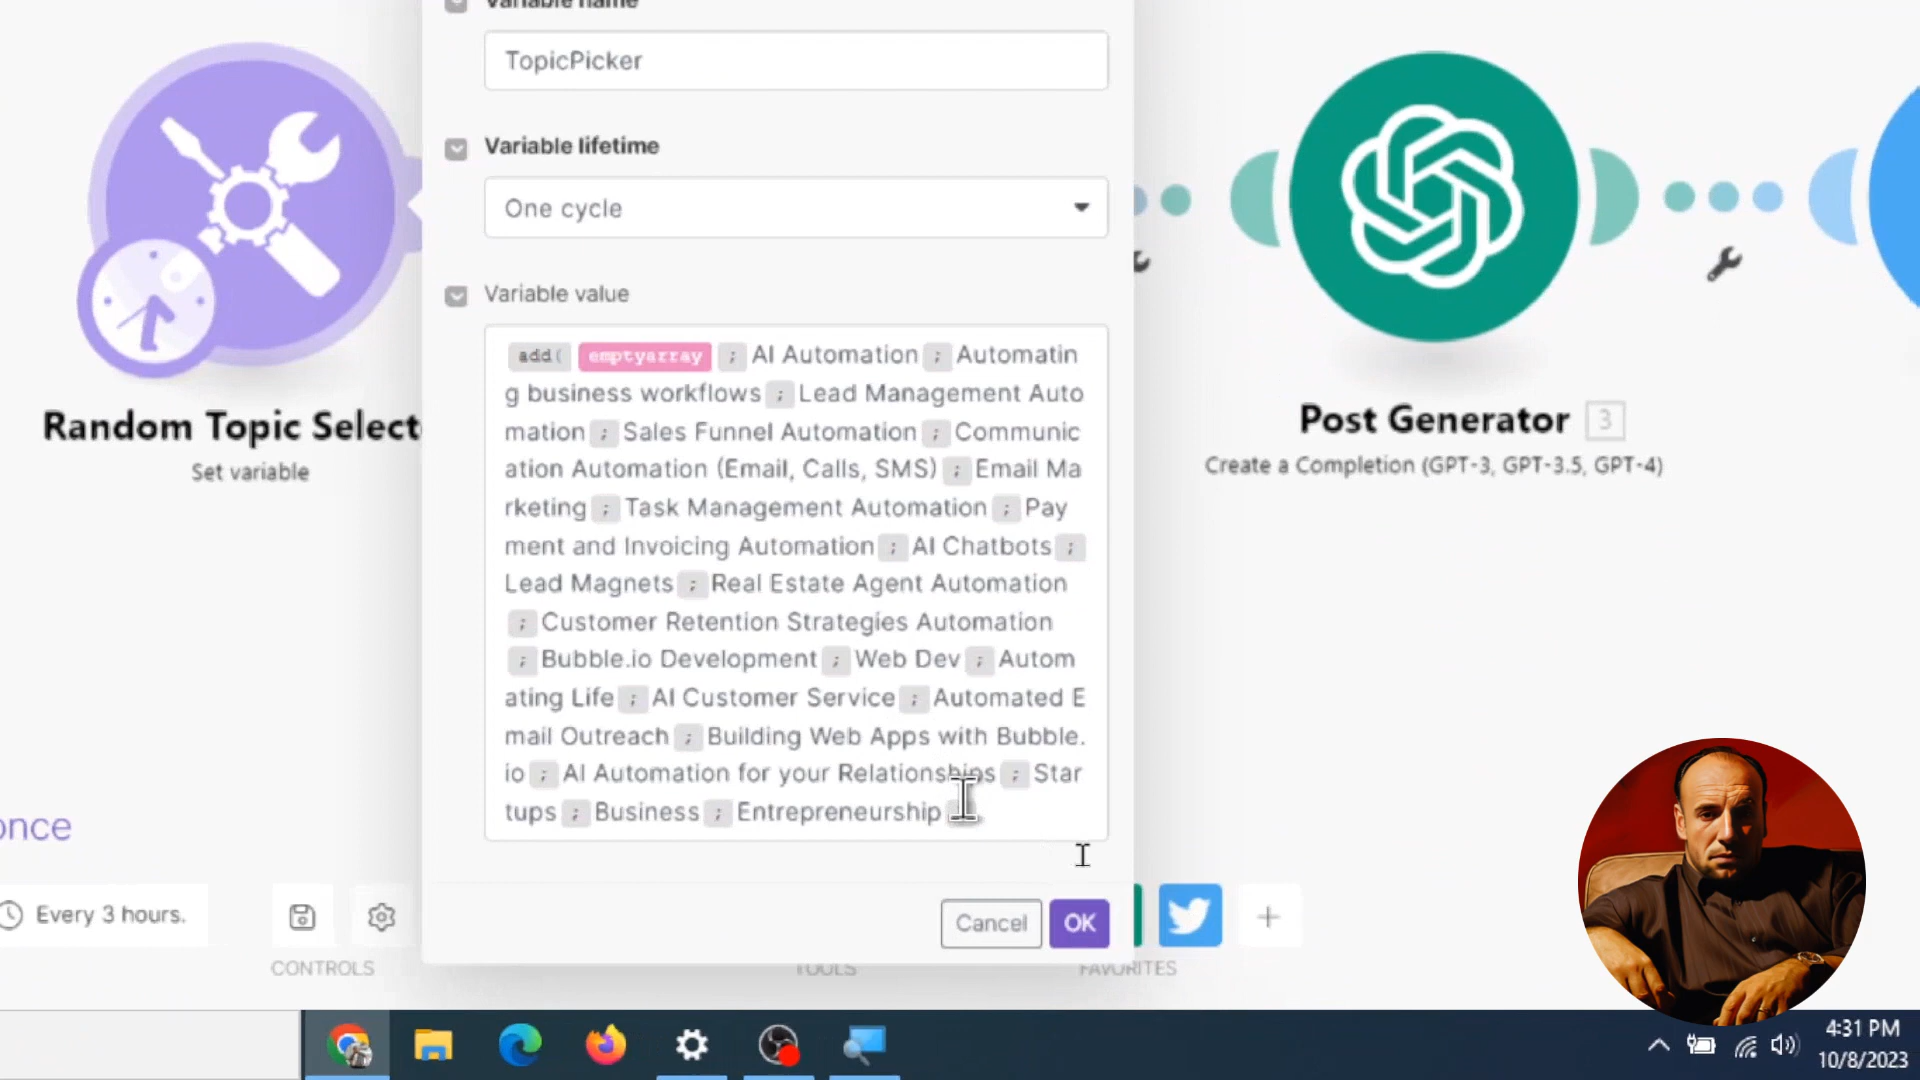 Variable name
TopicPicker
Variable lifetime
One cycle
Variable value
add( emptyarray ; AI Automation ; Automatin
g business workflows ; Lead Management Auto
mation ; Sales Funnel Automation ; Communic
ation Automation (Email, Calls, SMS) ; Email Ma
rketing ; Task Management Automation ; Pay
ment and Invoicing Automation ; AI Chatbots ;
Lead Magnets ; Real Estate Agent Automation
; Customer Retention Strategies Automation
; Bubble.io Development ; Web Dev ; Autom
ating Life ; AI Customer Service ; Automated E
mail Outreach ; Building Web Apps with Bubble.
io ; AI Automation for your Relationships ; Star
tups ; Business ; Entrepreneurship
Cancel
OK
Random Topic Select
Set variable
Post Generator 3
Create a Completion (GPT-3, GPT-3.5, GPT-4)
once
Every 3 hours.
CONTROLS
TOOLS
FAVORITES
4:31 PM
10/8/2023